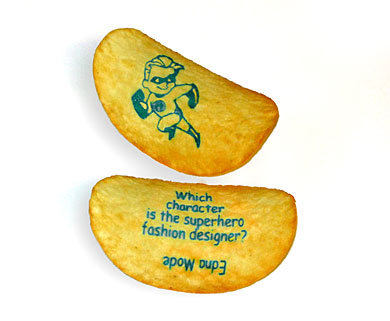 Which
character
is the superhero
fashion designer?
Edna Mode